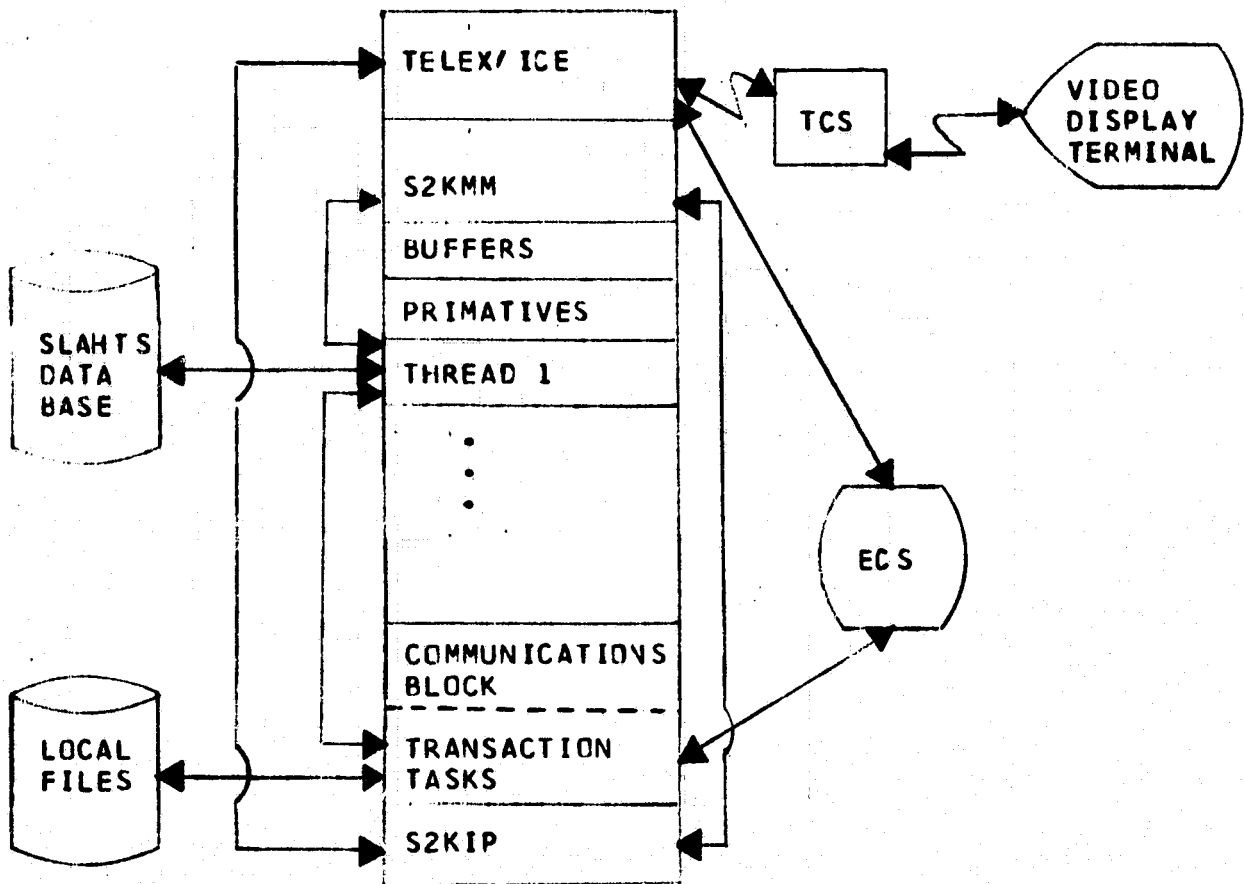 TELEX/ ICE
TCS
VIDEO
DISPLAY
TERMINAL
S2KMM
BUFFERS
PRIMATIVES
SLAHTS
DATA
BASE
THREAD 1
ECS
COMMUNICATIONS
BLOCK
LOCAL
FILES
TRANSACTION
TASKS
S2KIP